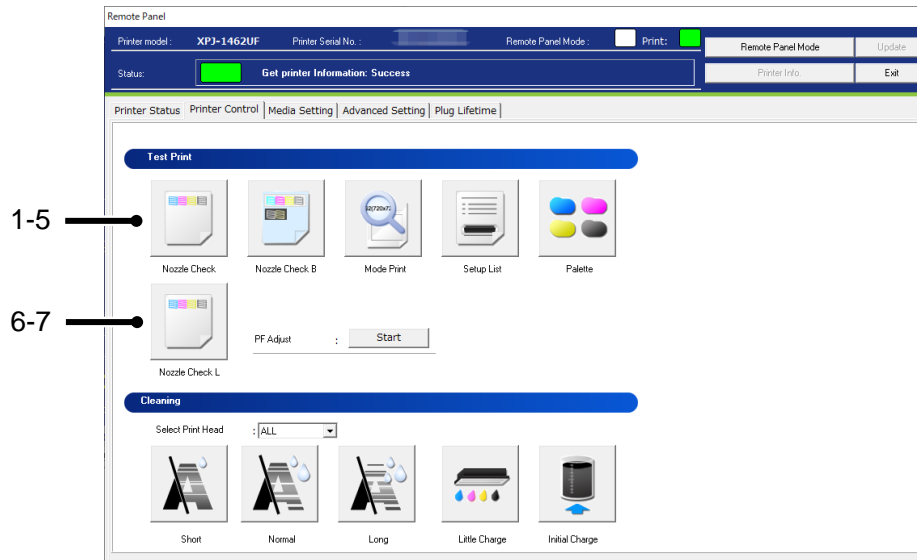 Remote Panel
Printer model : XPJ-1462UF Printer Serial No. : Remote Panel Mode : Print: Remote Panel Mode Update
Status: Get printer Information: Success Printer Info. Exit
Printer Status Printer Control Media Setting Advanced Setting Plug Lifetime
Test Print
1-5
Nozzle Check Nozzle Check B Mode Print Setup List Palette
6-7
PF Adjust : Start
Nozzle Check L
Cleaning
Select Print Head : ALL
Short Normal Long Little Charge Initial Charge